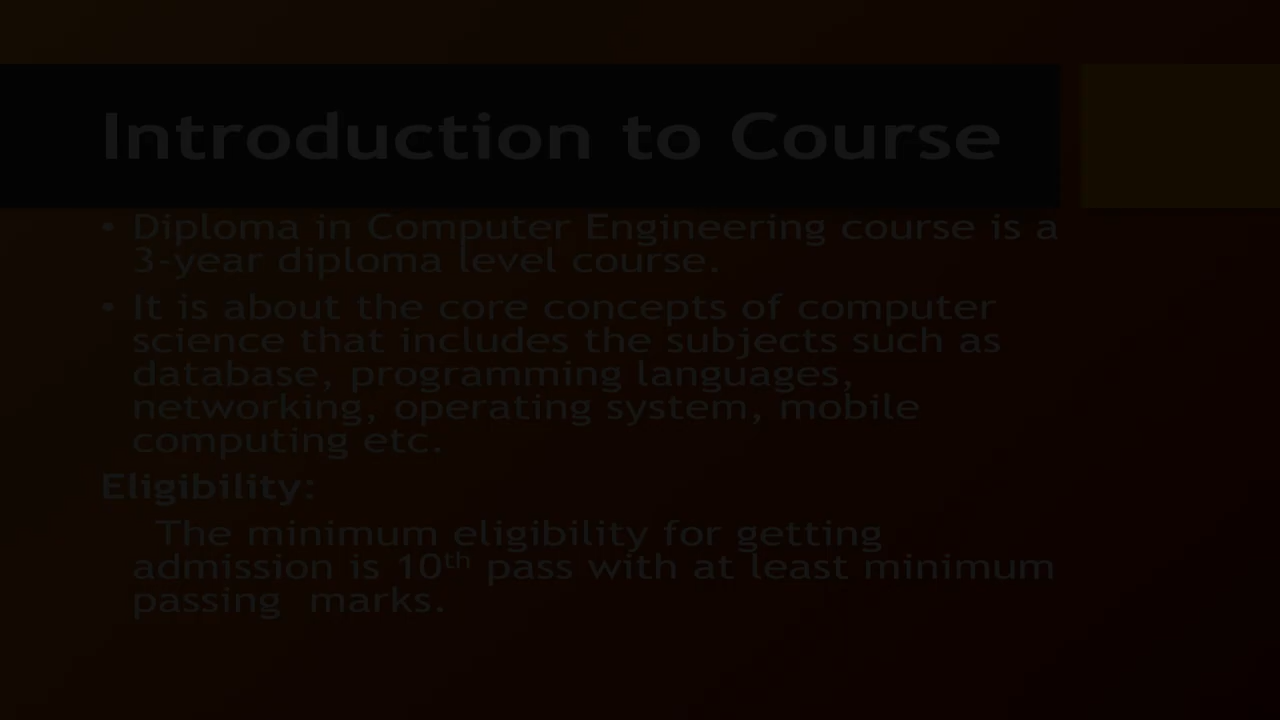 Introduction to Course
• Diploma in Computer Engineering course is a
3-year diploma level course.
• It is about the core concepts of computer
science that includes the subjects such as
database, programming languages,
networking, operating system, mobile
computing etc.
Eligibility:
The minimum eligibility for getting
admission is 10th pass with at least minimum
passing marks.